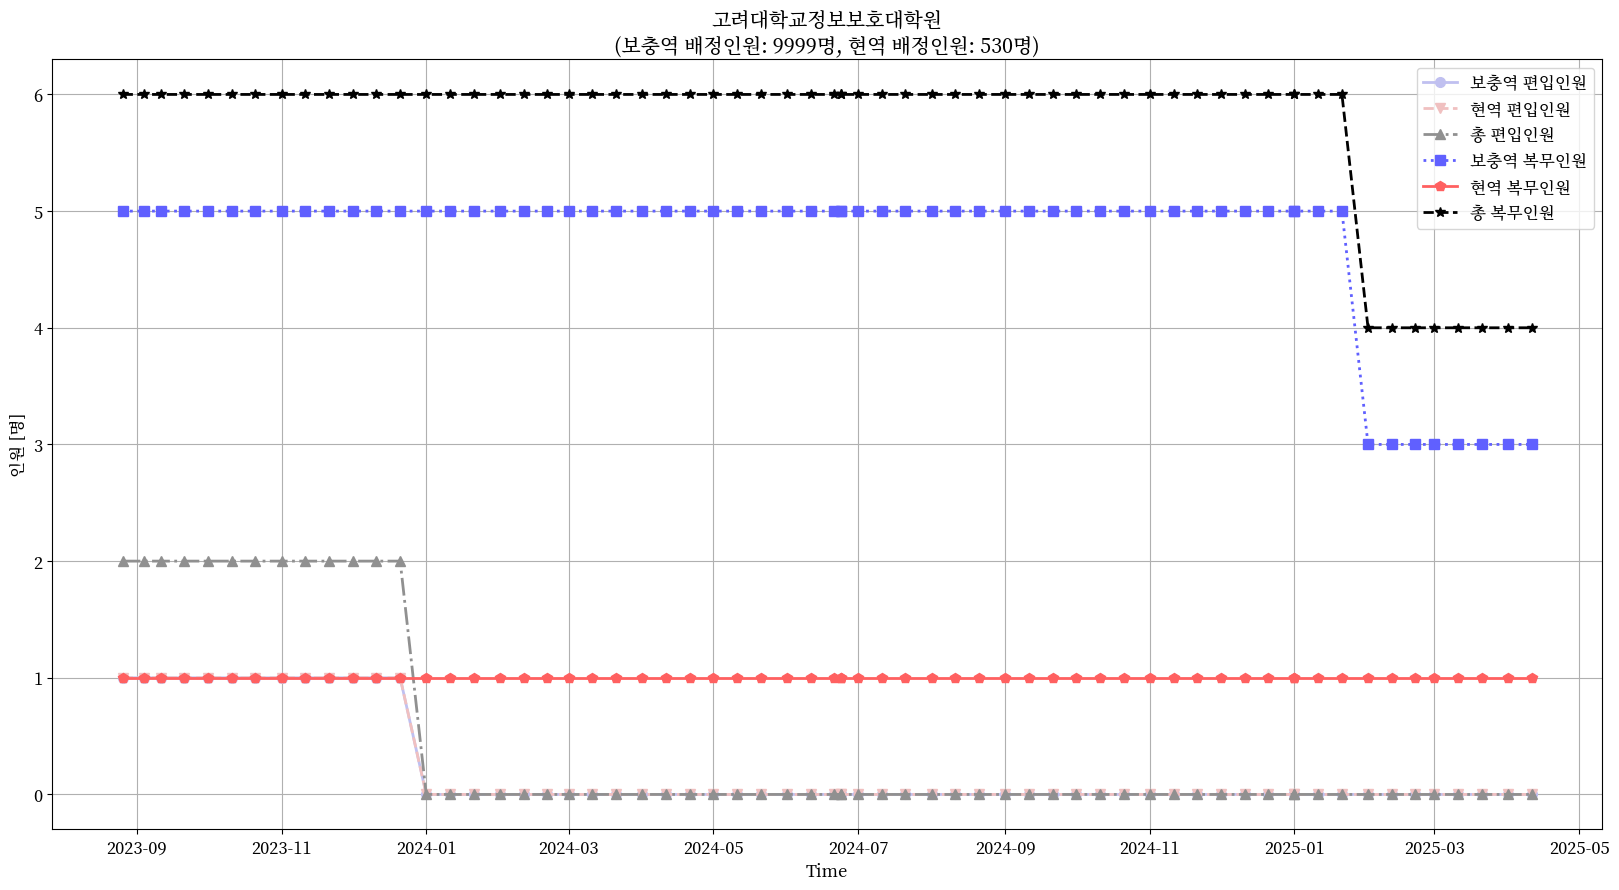 고려대학교정보보호대학원
(보충역 배정인원: 9999명, 현역 배정인원: 530명)
보충역 편입인원
현역 편입인원
총 편입인원
보충역 복무인원
현역 복무인원
총 복무인원
인원 [명]
6
5
4
3
2
1
0
2023-09
2023-11
2024-01
2024-03
2024-05
2024-07
2024-09
2024-11
2025-01
2025-03
2025-05
Time